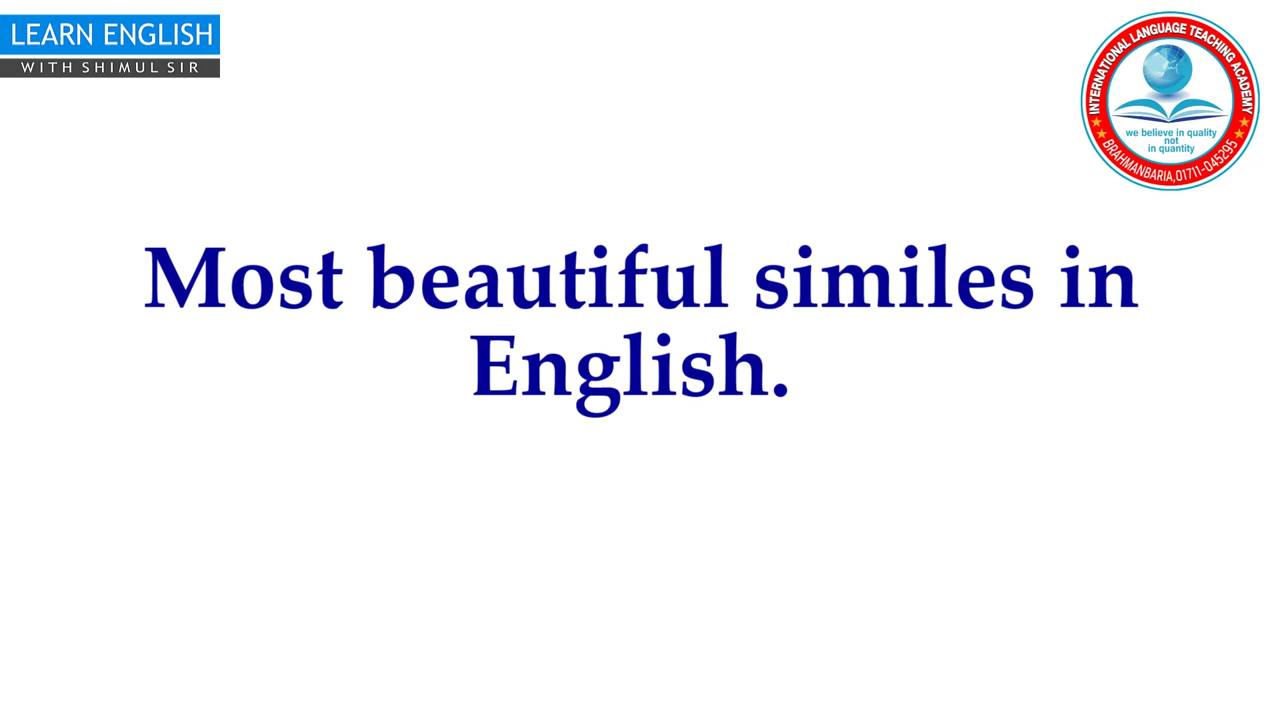 LEARN ENGLISH
WITH SHIMUL SIR
INTERNATIONAL LANGUAGE TEACHING ACADEMY
we believe in quality
not
in quantity
BRAHMANBARIA,01711-045295
Most beautiful similes in
English.